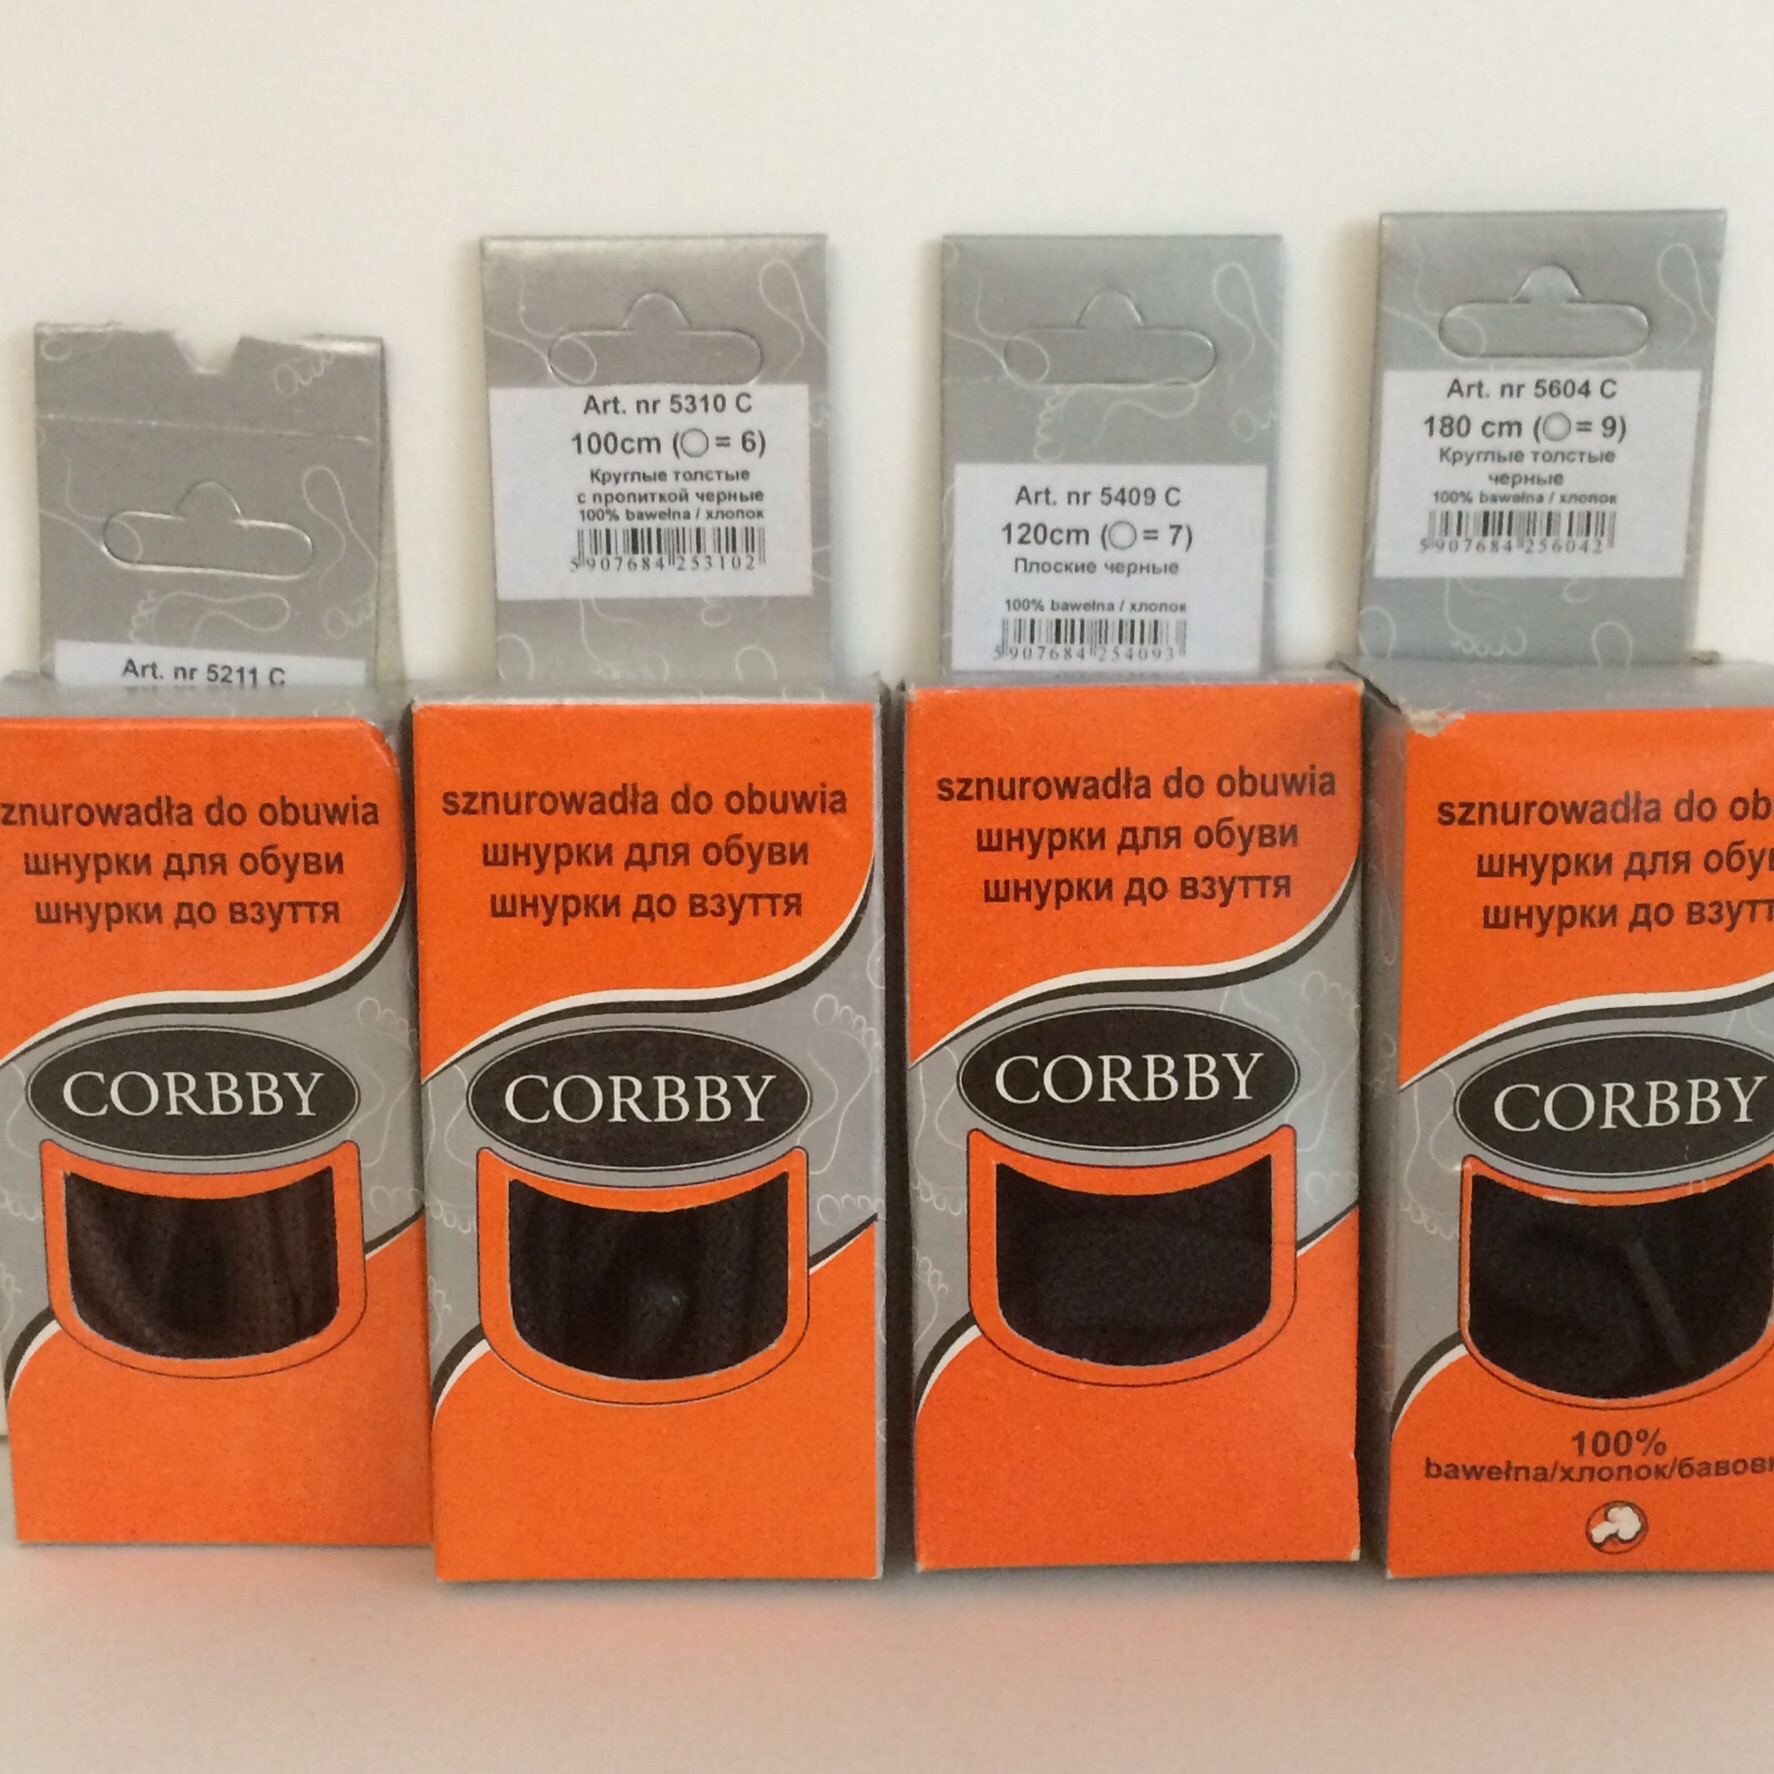 Art. nr 5211 C
znurowadła do obuwia
шнурки для обуви
шнурки до взуття
CORBBY
Art. nr 5310 C
100cm (◯= 6)
Круглые толстые
с пропиткой черные
100% bawełna / хлопок
5907684253102
sznurowadła do obuwia
шнурки для обуви
шнурки до взуття
CORBBY
Art. nr 5409 C
120cm (◯= 7)
Плоские черные
100% bawełna / хлопок
5907684254093
sznurowadła do obuwia
шнурки для обуви
шнурки до взуття
CORBBY
Art. nr 5604 C
180 cm (◯= 9)
Круглые толстые
черные
100% bawełna / хлопок
5907684256042
sznurowadła do ob
шнурки для обу
шнурки до взутт
CORBBY
100%
bawełna/хлопок/бавов